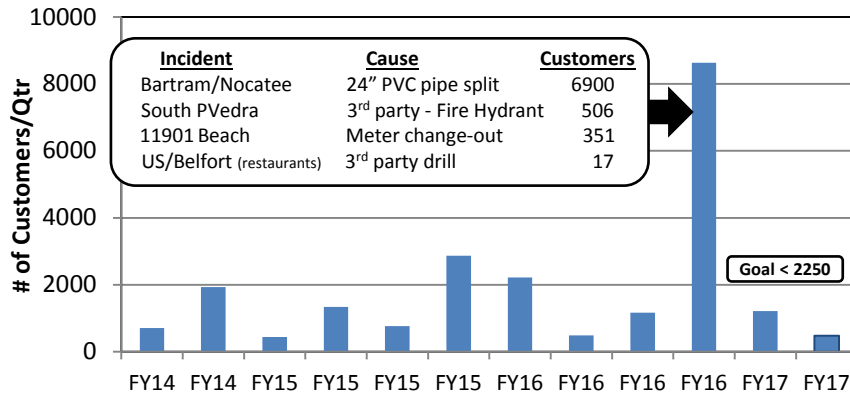 # of Customers/Qtr
10000
8000
6000
4000
2000
0
Incident Cause Customers
Bartram/Nocatee 24” PVC pipe split 6900
South PVedra 3rd party - Fire Hydrant 506
11901 Beach Meter change-out 351
US/Belfort (restaurants) 3rd party drill 17
Goal < 2250
FY14 FY14 FY15 FY15 FY15 FY15 FY16 FY16 FY16 FY16 FY17 FY17